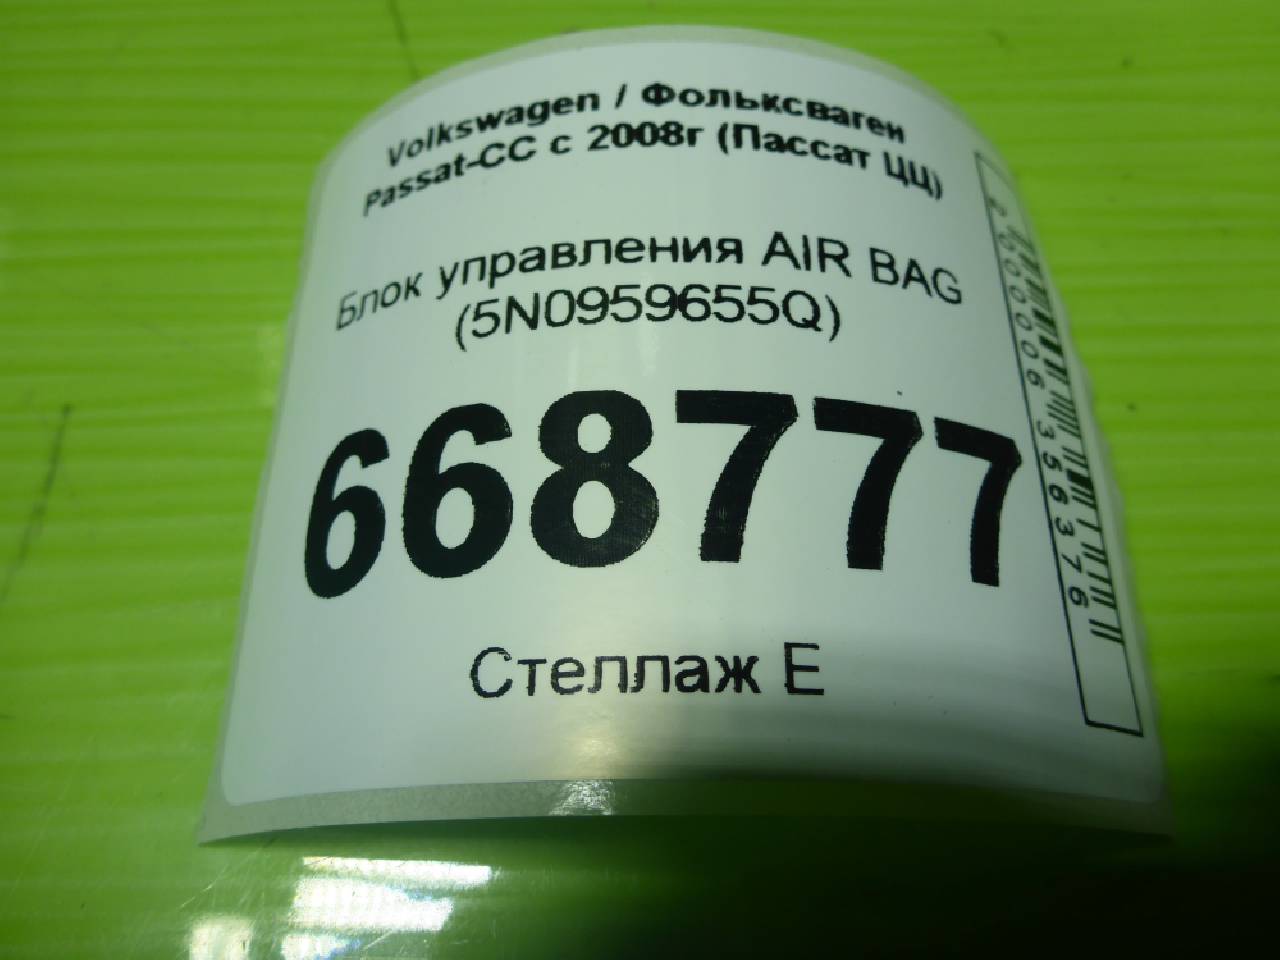 Volkswagen / Фольксваген
Passat-CC с 2008г (Пассат ЦЦ)
Блок управления AIR BAG
(5N0959655Q)
668777
Стеллаж Е
2000006356376